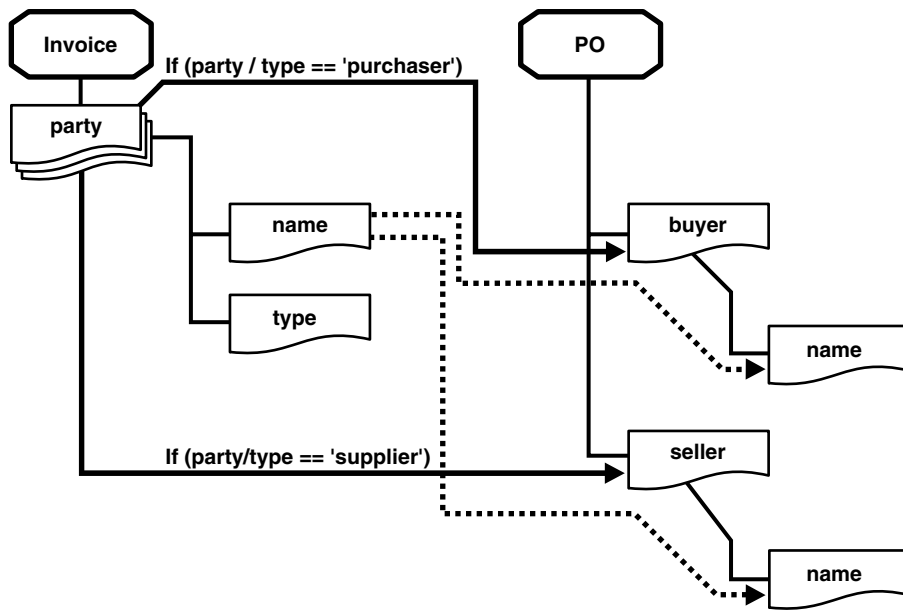 Invoice
PO
If (party / type == 'purchaser')
party
name
buyer
type
name
If (party/type == 'supplier')
seller
name